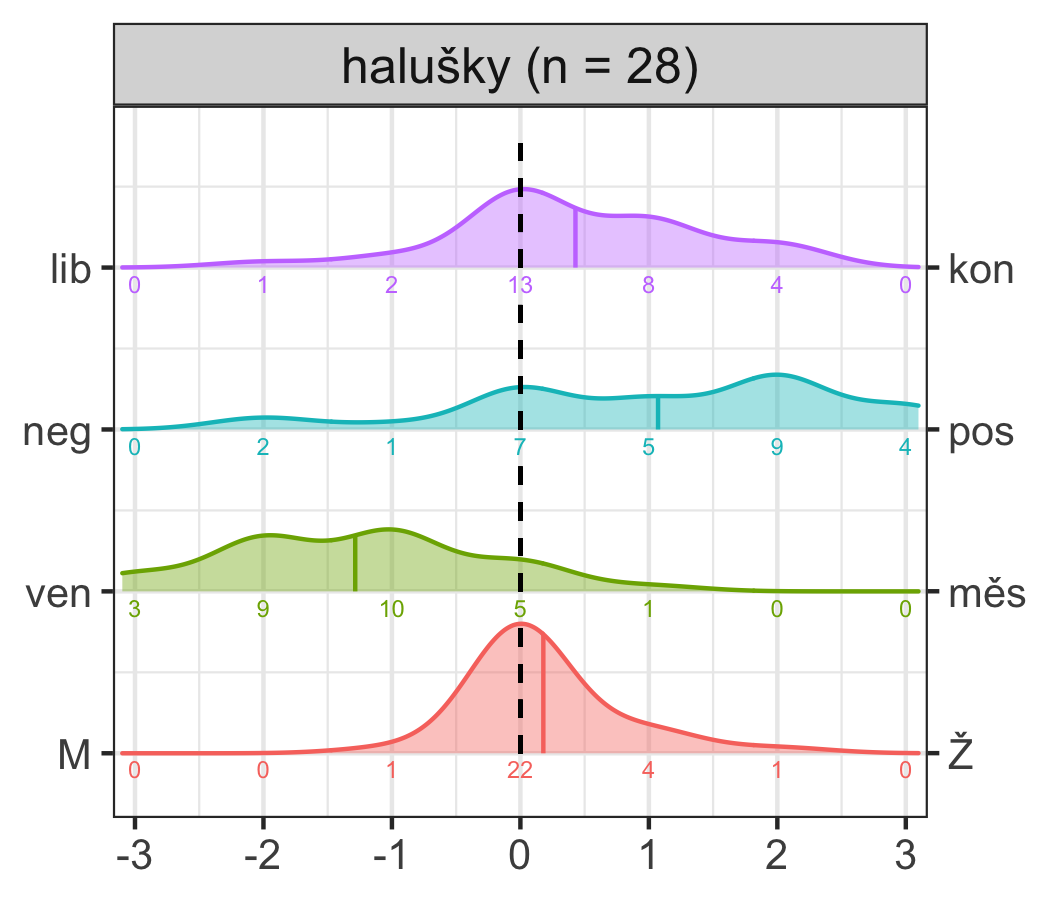 halušky (n = 28)
lib kon
0 1 2 13 8 4 0
neg pos
0 2 1 7 5 9 4
ven měs
3 9 10 5 1 0 0
M Ž
0 0 1 22 4 1 0
-3 -2 -1 0 1 2 3